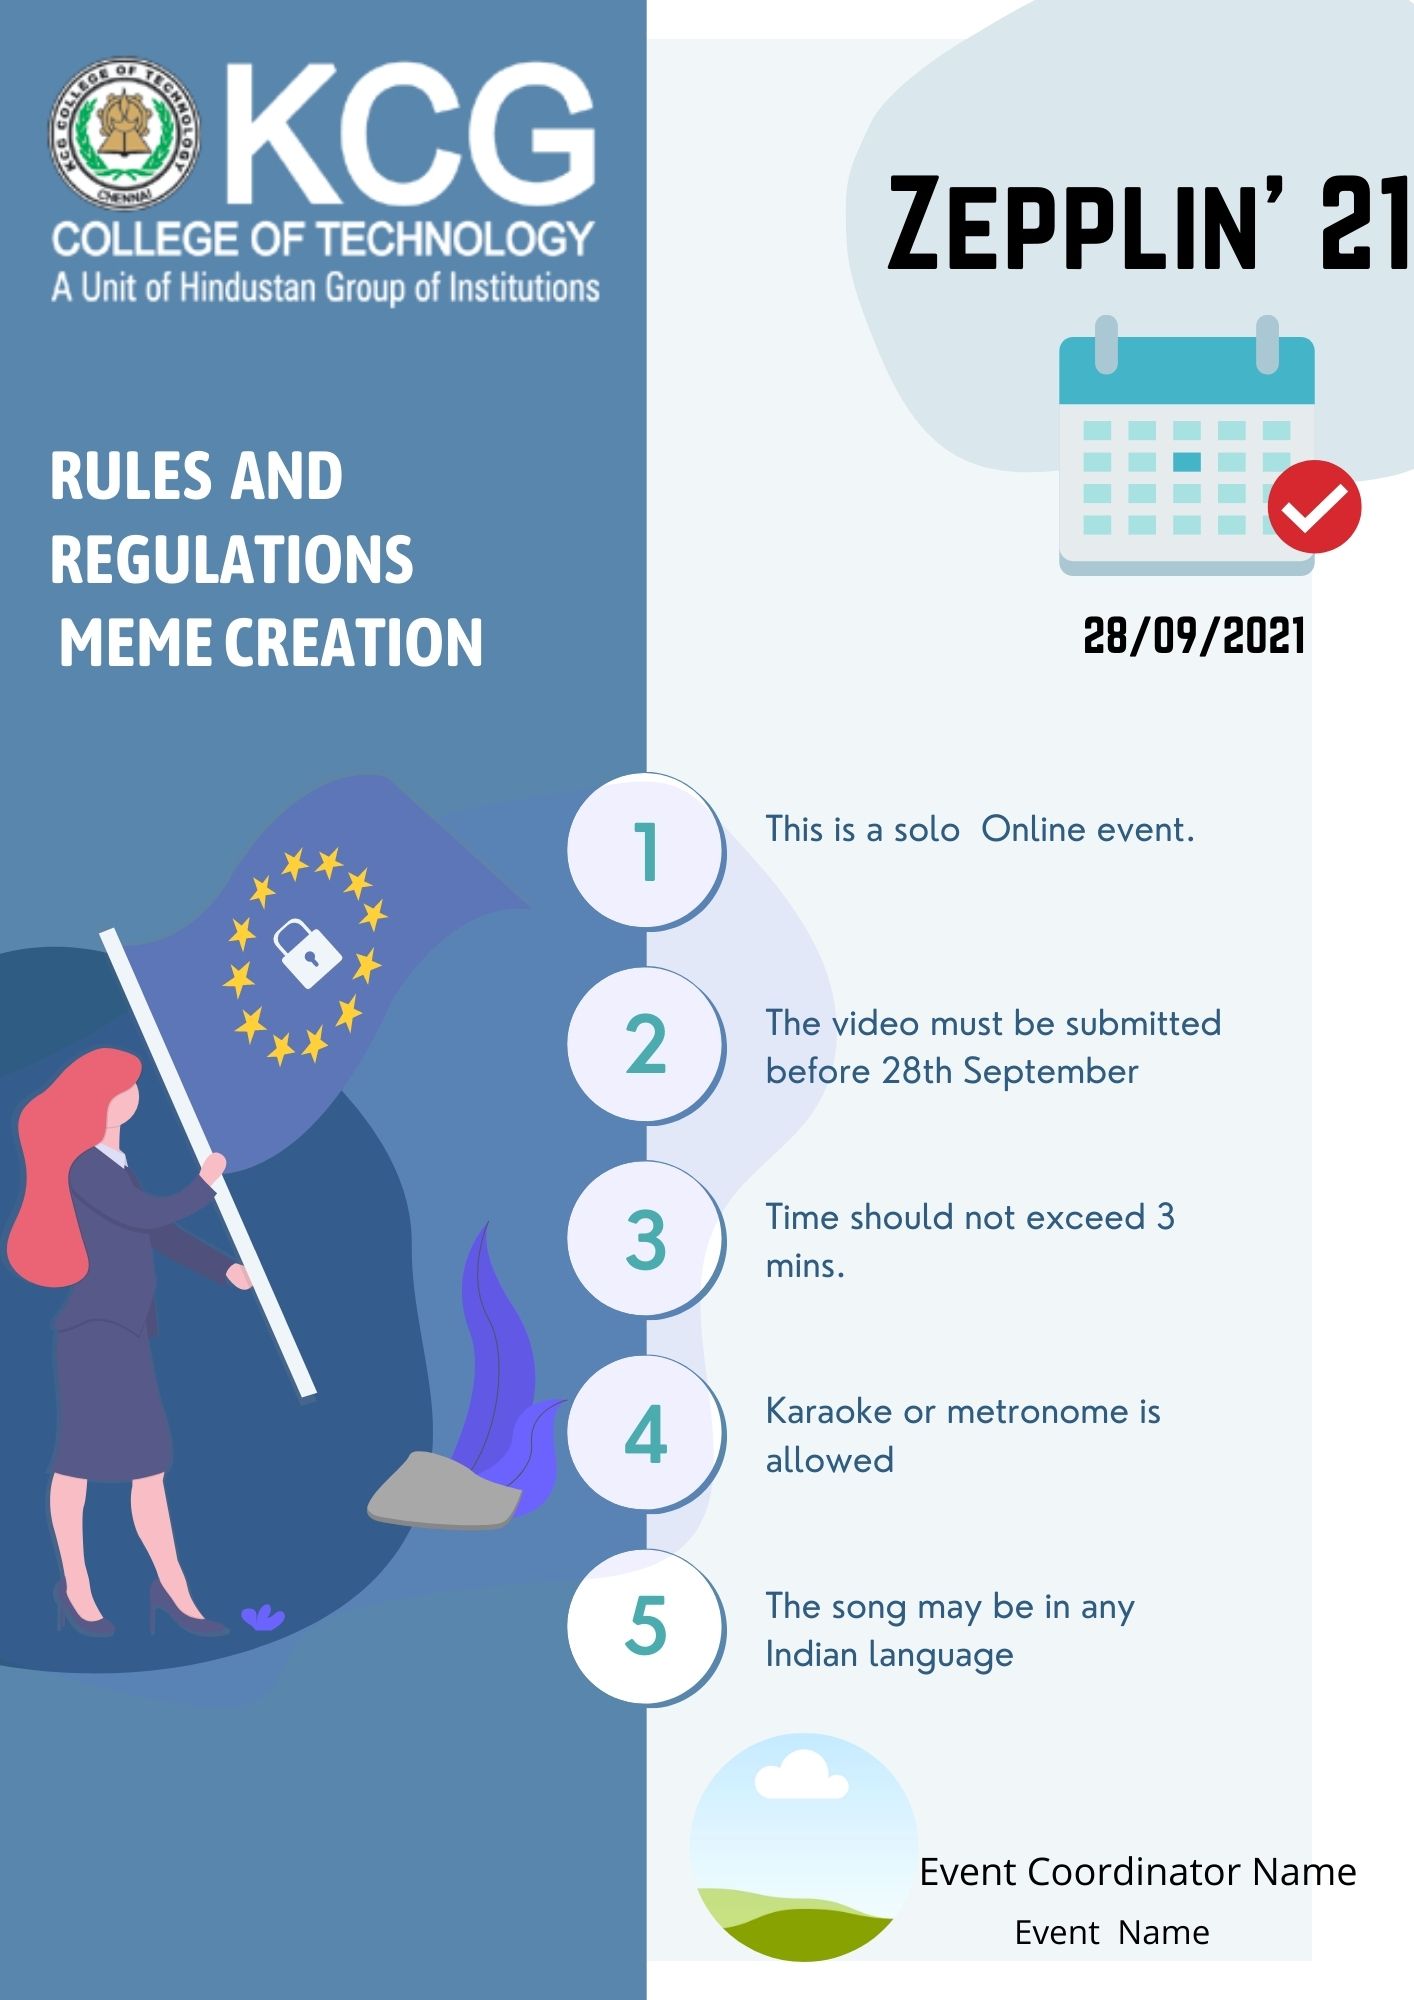 KCG COLLEGE OF TECHNOLOGY
CHENNAI
KCG
COLLEGE OF TECHNOLOGY
A Unit of Hindustan Group of Institutions
ZEPPLIN' 21
RULES AND
REGULATIONS
MEME CREATION
28/09/2021
1
This is a solo  Online event.
2
The video must be submitted
before 28th September
3
Time should not exceed 3
mins.
4
Karaoke or metronome is
allowed
5
The song may be in any
Indian language
Event Coordinator Name
Event  Name